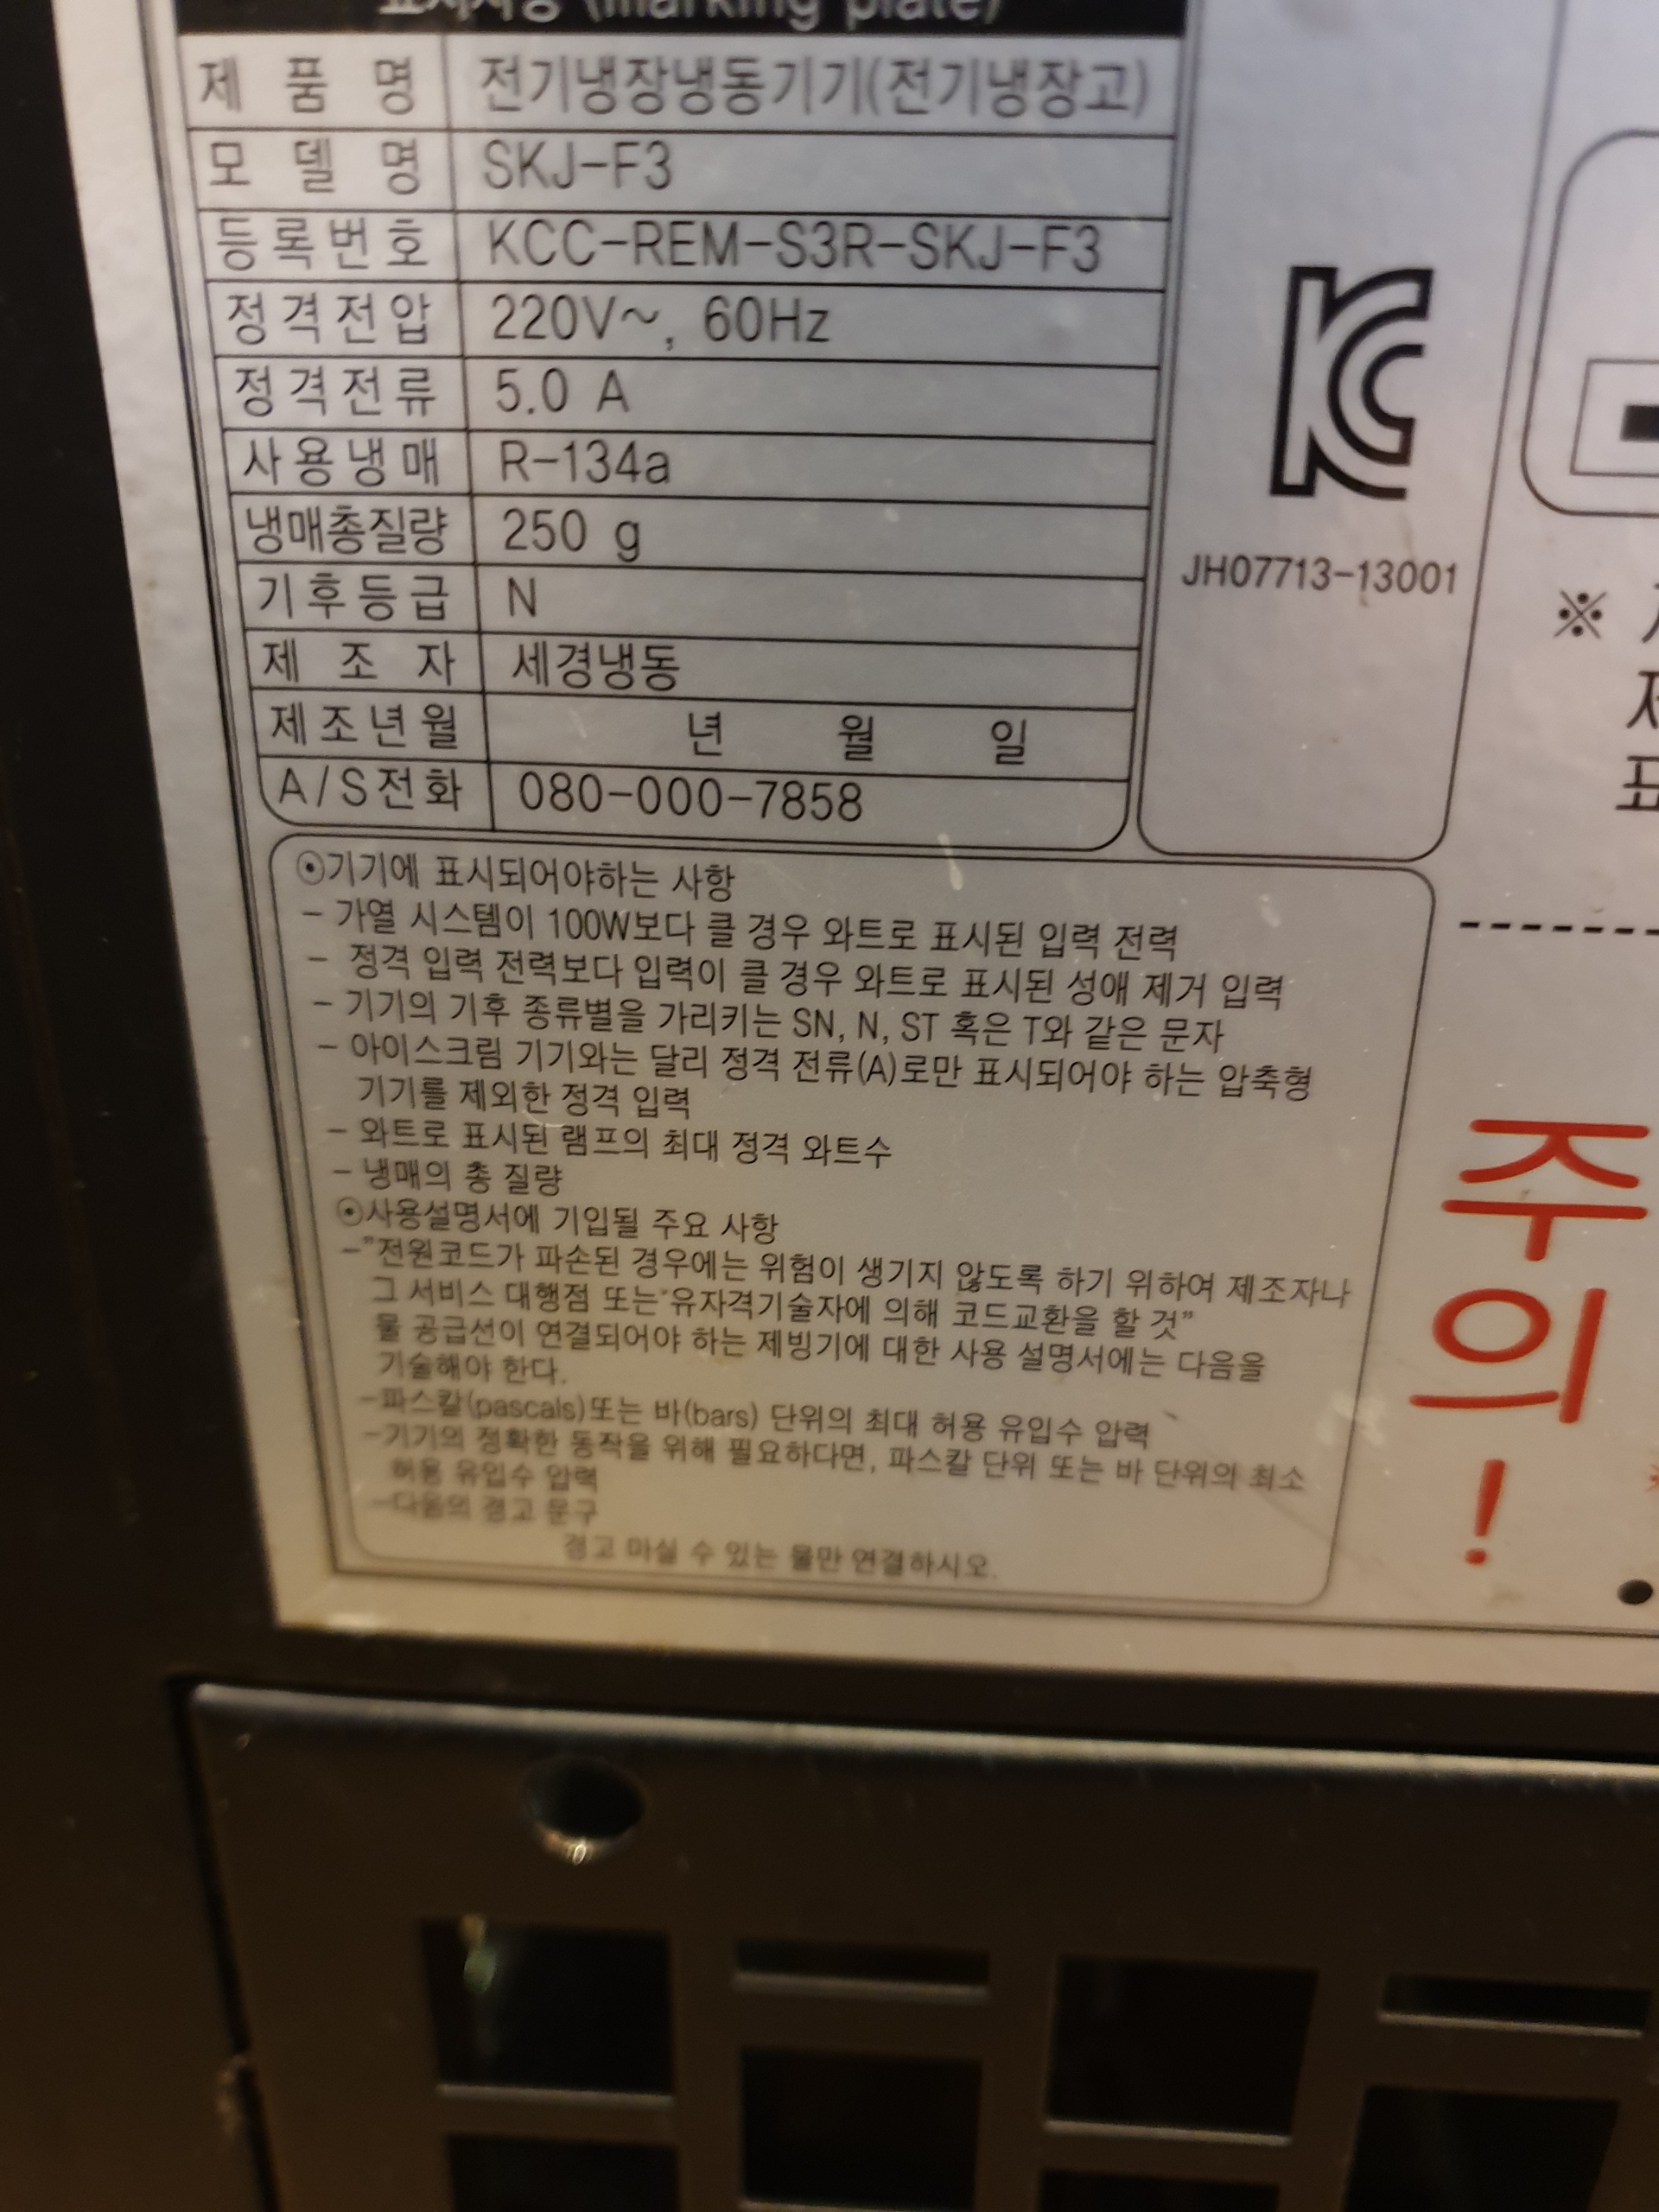 (marking plate)
제 품 명 전기냉장냉동기기(전기냉장고)
모 델 명 SKJ-F3
등록번호 KCC-REM-S3R-SKJ-F3
정격전압 220V~, 60Hz
정격전류 5.0 A
사용냉매 R-134a
냉매총질량 250 g
기후등급 N
제 조 자 세경냉동
제조년월 년 월 일
A/S전화 080-000-7858
KC
JH07713-13001
⊙기기에 표시되어야하는 사항
- 가열 시스템이 100W보다 클 경우 와트로 표시된 입력 전력
- 정격 입력 전력보다 입력이 클 경우 와트로 표시된 성애 제거 입력
- 기기의 기후 종류별을 가리키는 SN, N, ST 혹은 T와 같은 문자
- 아이스크림 기기와는 달리 정격 전류(A)로만 표시되어야 하는 압축형
기기를 제외한 정격 입력
- 와트로 표시된 램프의 최대 정격 와트수
- 냉매의 총 질량
⊙사용설명서에 기입될 주요 사항
-"전원코드가 파손된 경우에는 위험이 생기지 않도록 하기 위하여 제조자나
그 서비스 대행점 또는"유자격기술자에 의해 코드교환을 할 것"
물 공급선이 연결되어야 하는 제빙기에 대한 사용 설명서에는 다음을
기술해야 한다.
-파스칼(pascals)또는 바(bars) 단위의 최대 허용 유입수 압력
-기기의 정확한 동작을 위해 필요하다면, 파스칼 단위 또는 바 단위의 최소
허용 유입수 압력
-다음의 경고 문구
경고 마실 수 있는 물만 연결하시오.
※
주의!